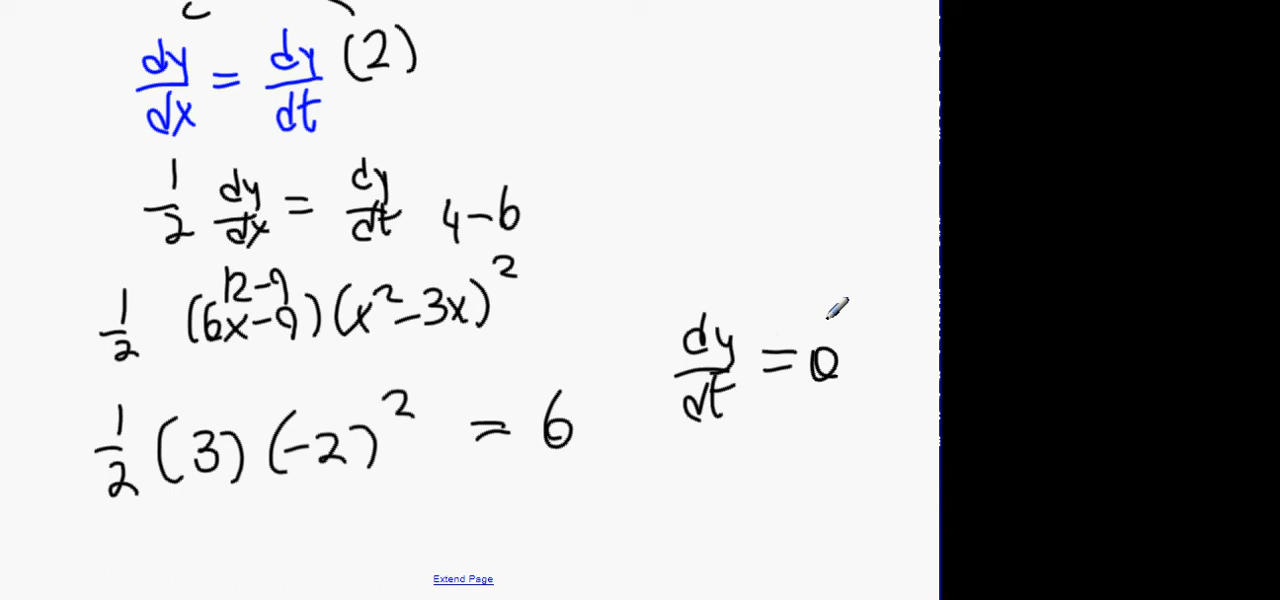 dy/dx = dy/dt (2)
1/2 dy/dx = dy/dt 4-6
12-9
1/2 (6x-9)(x²-3x)²
dy/dt = 0
1/2 (3)(-2)² = 6
Extend Page